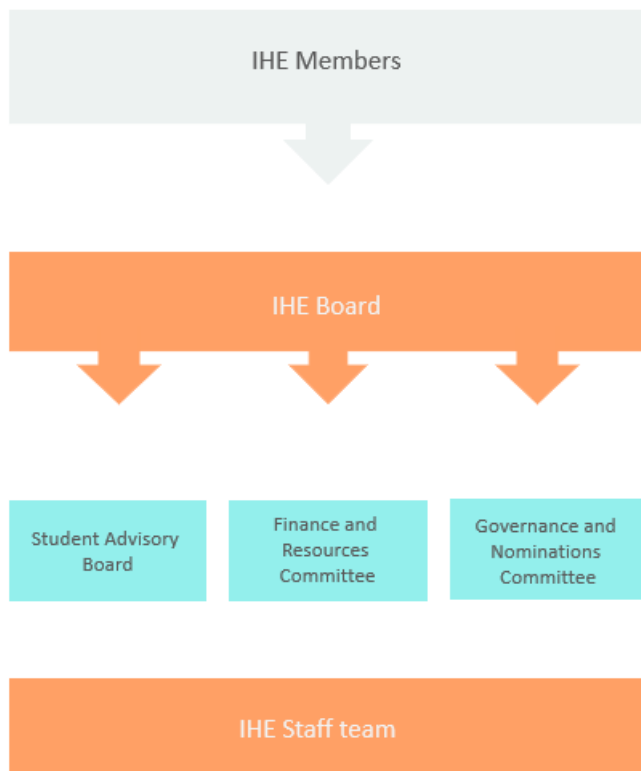 IHE Members
IHE Board
Student Advisory
Board
Finance and
Resources
Committee
Governance and
Nominations
Committee
IHE Staff team